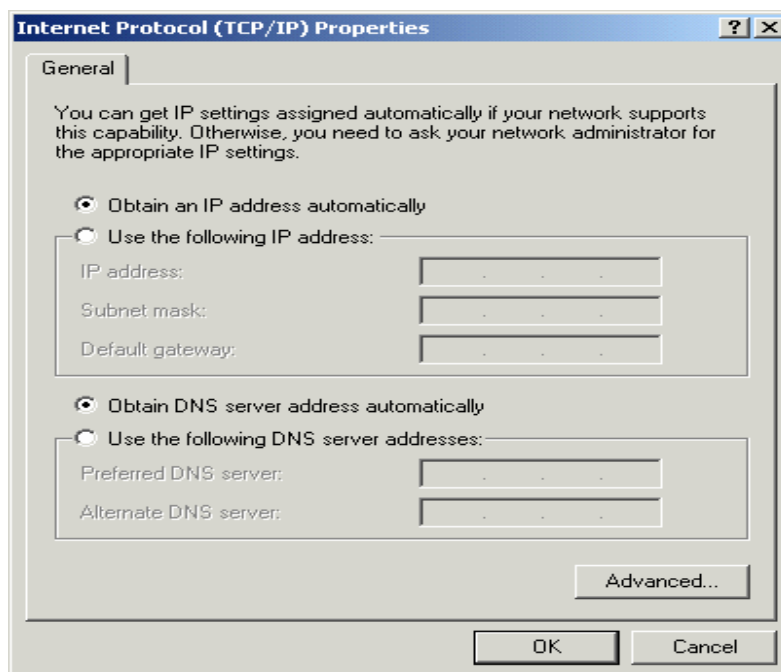 Internet Protocol (TCP/IP) Properties
General
You can get IP settings assigned automatically if your network supports
this capability. Otherwise, you need to ask your network administrator for
the appropriate IP settings.
Obtain an IP address automatically
Use the following IP address:
IP address:
Subnet mask:
Default gateway:
Obtain DNS server address automatically
Use the following DNS server addresses:
Preferred DNS server:
Alternate DNS server:
Advanced...
OK
Cancel